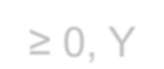 ≥ 0, Y